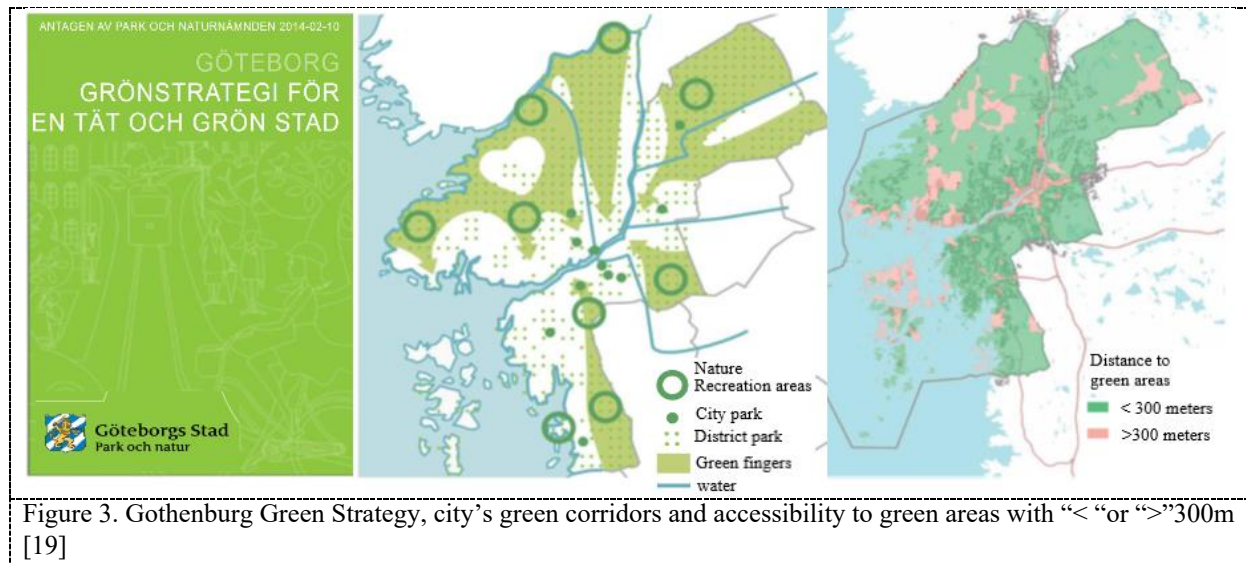 ANTAGEN AV PARK OCH NATURNÄMNDEN 2014-02-10
GÖTEBORG
GRÖNSTRATEGI FÖR
EN TÄT OCH GRÖN STAD
Göteborgs Stad
Park och natur
Nature
Recreation areas
City park
District park
Green fingers
water
Distance to
green areas
< 300 meters
>300 meters
Figure 3. Gothenburg Green Strategy, city’s green corridors and accessibility to green areas with “< “or “>”300m
[19]